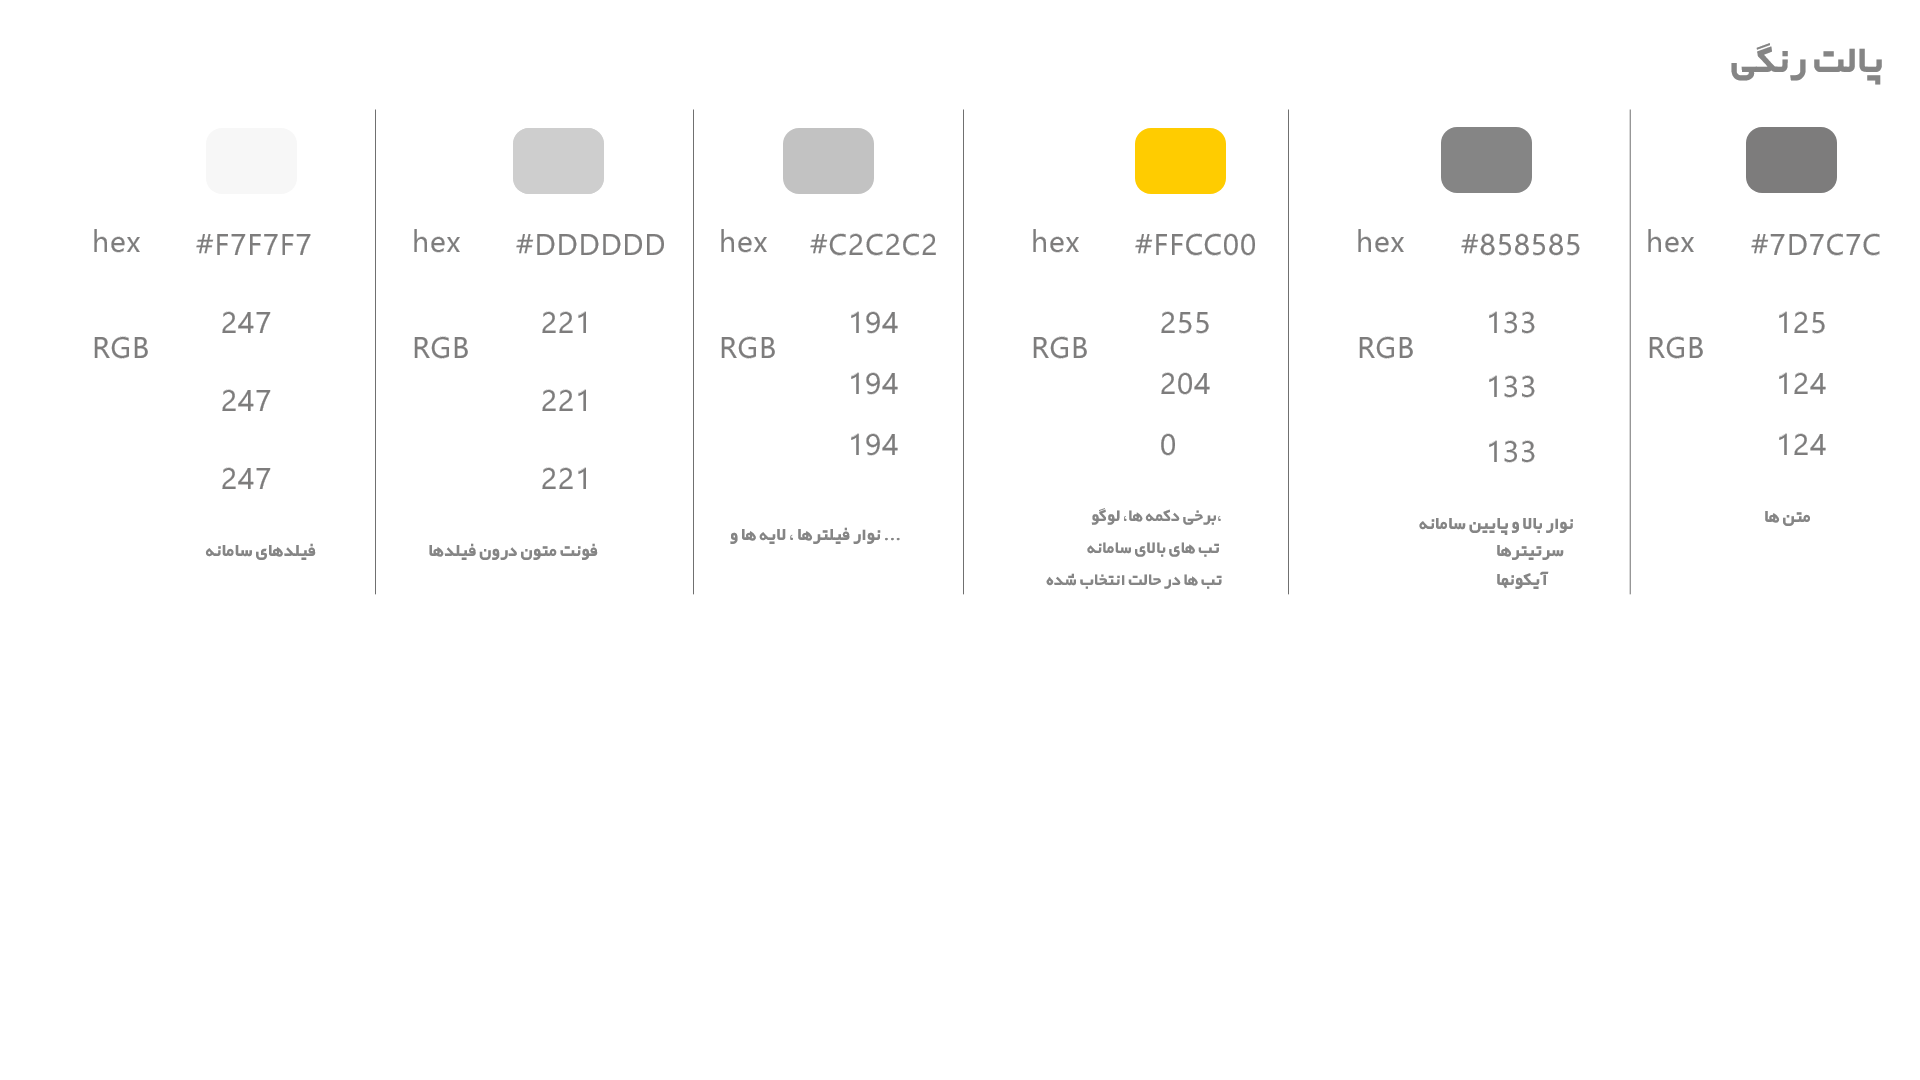 پالت رنگی
hex #7D7C7C
RGB
125
124
124
متن ها
hex #858585
RGB
133
133
133
نوار بالا و پایین سامانه
سرتیترها
آیکونها
hex #FFCC00
RGB
255
204
0
برخی دکمه ها، لوگو،
تب های بالای سامانه
تب ها در حالت انتخاب شده
hex #C2C2C2
RGB
194
194
194
نوار فیلترها ، لایه ها و ...
hex #DDDDDD
RGB
221
221
221
فونت متون درون فیلدها
hex #F7F7F7
RGB
247
247
247
فیلدهای سامانه